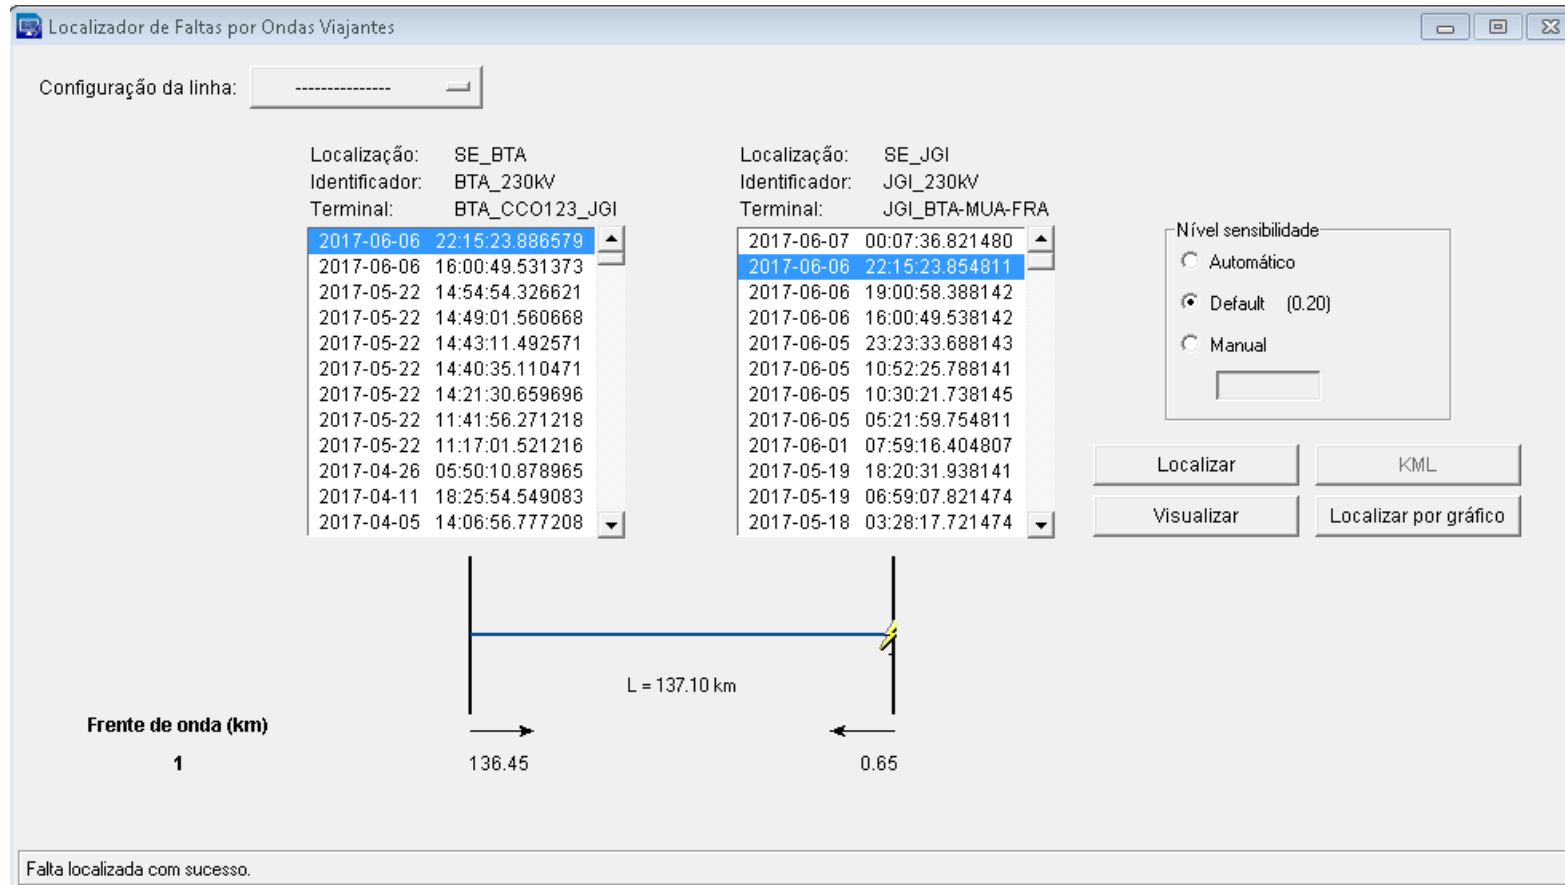 Localizador de Faltas por Ondas Viajantes
Configuração da linha: ---------------
Localização: SE_BTA
Identificador: BTA_230kV
Terminal: BTA_CCO123_JGI
2017-06-06 22:15:23.886579
2017-06-06 16:00:49.531373
2017-05-22 14:54:54.326621
2017-05-22 14:49:01.560668
2017-05-22 14:43:11.492571
2017-05-22 14:40:35.110471
2017-05-22 14:21:30.659696
2017-05-22 11:41:56.271218
2017-05-22 11:17:01.521216
2017-04-26 05:50:10.878965
2017-04-11 18:25:54.549083
2017-04-05 14:06:56.777208
Localização: SE_JGI
Identificador: JGI_230kV
Terminal: JGI_BTA-MUA-FRA
2017-06-07 00:07:36.821480
2017-06-06 22:15:23.854811
2017-06-06 19:00:58.388142
2017-06-06 16:00:49.538142
2017-06-05 23:23:33.688143
2017-06-05 10:52:25.788141
2017-06-05 10:30:21.738145
2017-06-05 05:21:59.754811
2017-06-01 07:59:16.404807
2017-05-19 18:20:31.938141
2017-05-19 06:59:07.821474
2017-05-18 03:28:17.721474
Nível sensibilidade
Automático
Default (0.20)
Manual
Localizar
KML
Visualizar
Localizar por gráfico
L = 137.10 km
Frente de onda (km)
1 136.45 0.65
Falta localizada com sucesso.